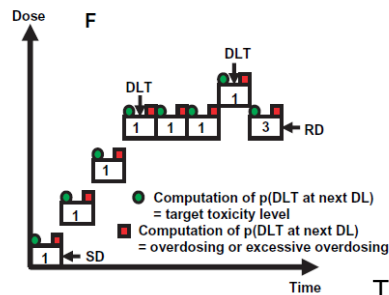 Dose
F
DLT
DLT
1
1
1
1
3
RD
1
1
1
SD
Computation of p(DLT at next DL)
= target toxicity level
Computation of p(DLT at next DL)
= overdosing or excessive overdosing
Time
T